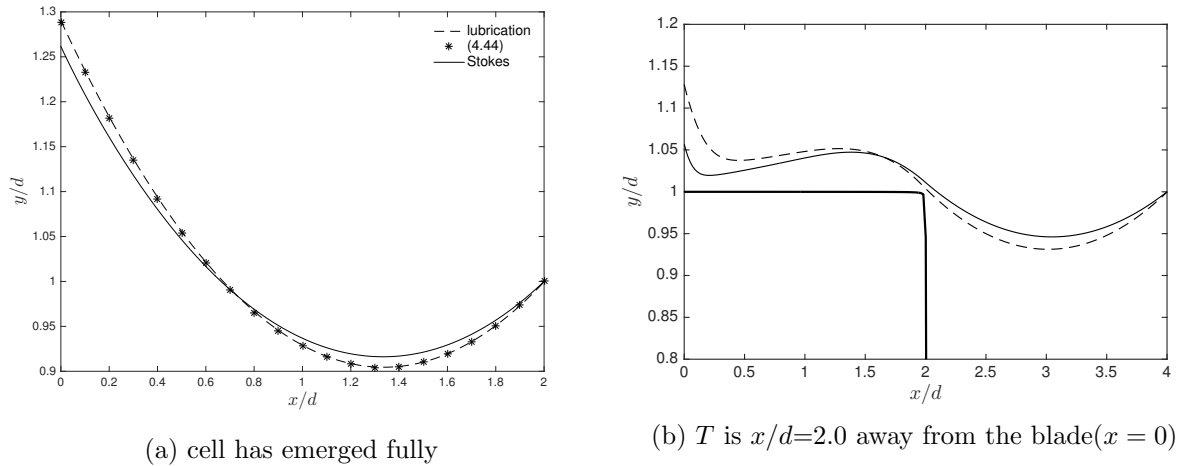 1.3
1.25
1.2
1.15
1.1
1.05
1
0.95
0.9
y/d
0 0.2 0.4 0.6 0.8 1 1.2 1.4 1.6 1.8 2
x/d
lubrication
(4.44)
Stokes
(a) cell has emerged fully
1.2
1.15
1.1
1.05
1
0.95
0.9
0.85
0.8
y/d
0 0.5 1 1.5 2 2.5 3 3.5 4
x/d
(b) T is x/d=2.0 away from the blade(x = 0)